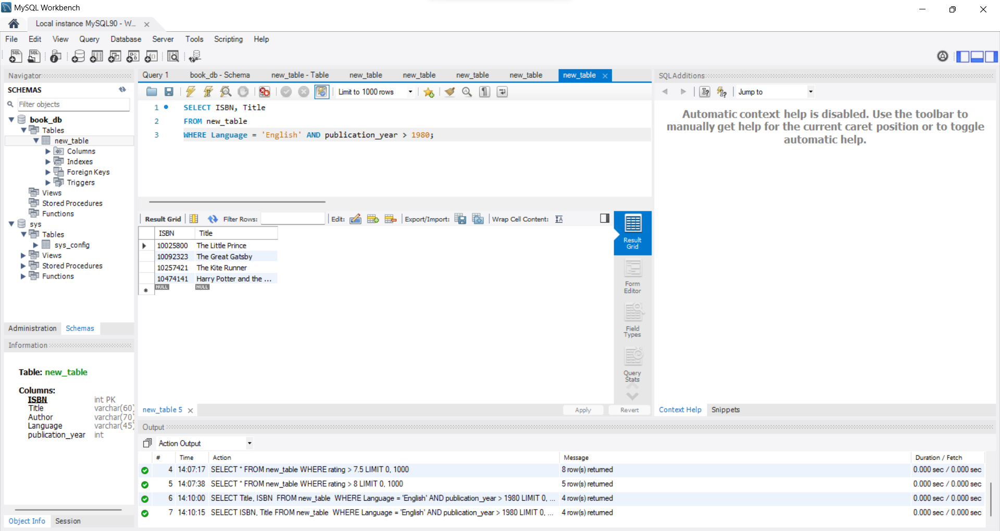 MySQL Workbench
Local instance MySQL90 - W...
File Edit View Query Database Server Tools Scripting Help
Navigator
SCHEMAS
Filter objects
book_db
Tables
new_table
Columns
Indexes
Foreign Keys
Triggers
Views
Stored Procedures
Functions
sys
Tables
sys_config
Views
Stored Procedures
Functions
Administration Schemas
Information
Table: new_table
Columns:
ISBN int PK
Title varchar(60)
Author varchar(70)
Language varchar(45)
publication_year int
Object Info Session
Query 1 book_db - Schema new_table - Table new_table new_table new_table new_table new_table
Limit to 1000 rows
1 SELECT ISBN, Title
2 FROM new_table
3 WHERE Language = 'English' AND publication_year > 1980;
Result Grid Filter Rows: Edit: Export/Import: Wrap Cell Content:
ISBN Title
10025800 The Little Prince
10092323 The Great Gatsby
10257421 The Kite Runner
10474141 Harry Potter and the ...
NULL NULL
Result
Grid
Form
Editor
Field
Types
Query
Stats
new_table 5 Apply Revert
SQLAdditions
Jump to
Automatic context help is disabled. Use the toolbar to
manually get help for the current caret position or to toggle
automatic help.
Context Help Snippets
Output
Action Output
# Time Action Message Duration / Fetch
4 14:07:17 SELECT * FROM new_table WHERE rating > 7.5 LIMIT 0, 1000 8 row(s) returned 0.000 sec / 0.000 sec
5 14:07:38 SELECT * FROM new_table WHERE rating > 8 LIMIT 0, 1000 5 row(s) returned 0.000 sec / 0.000 sec
6 14:10:00 SELECT Title, ISBN FROM new_table WHERE Language = 'English' AND publication_year > 1980 LIMIT 0, ... 4 row(s) returned 0.000 sec / 0.000 sec
7 14:10:15 SELECT ISBN, Title FROM new_table WHERE Language = 'English' AND publication_year > 1980 LIMIT 0, ... 4 row(s) returned 0.000 sec / 0.000 sec